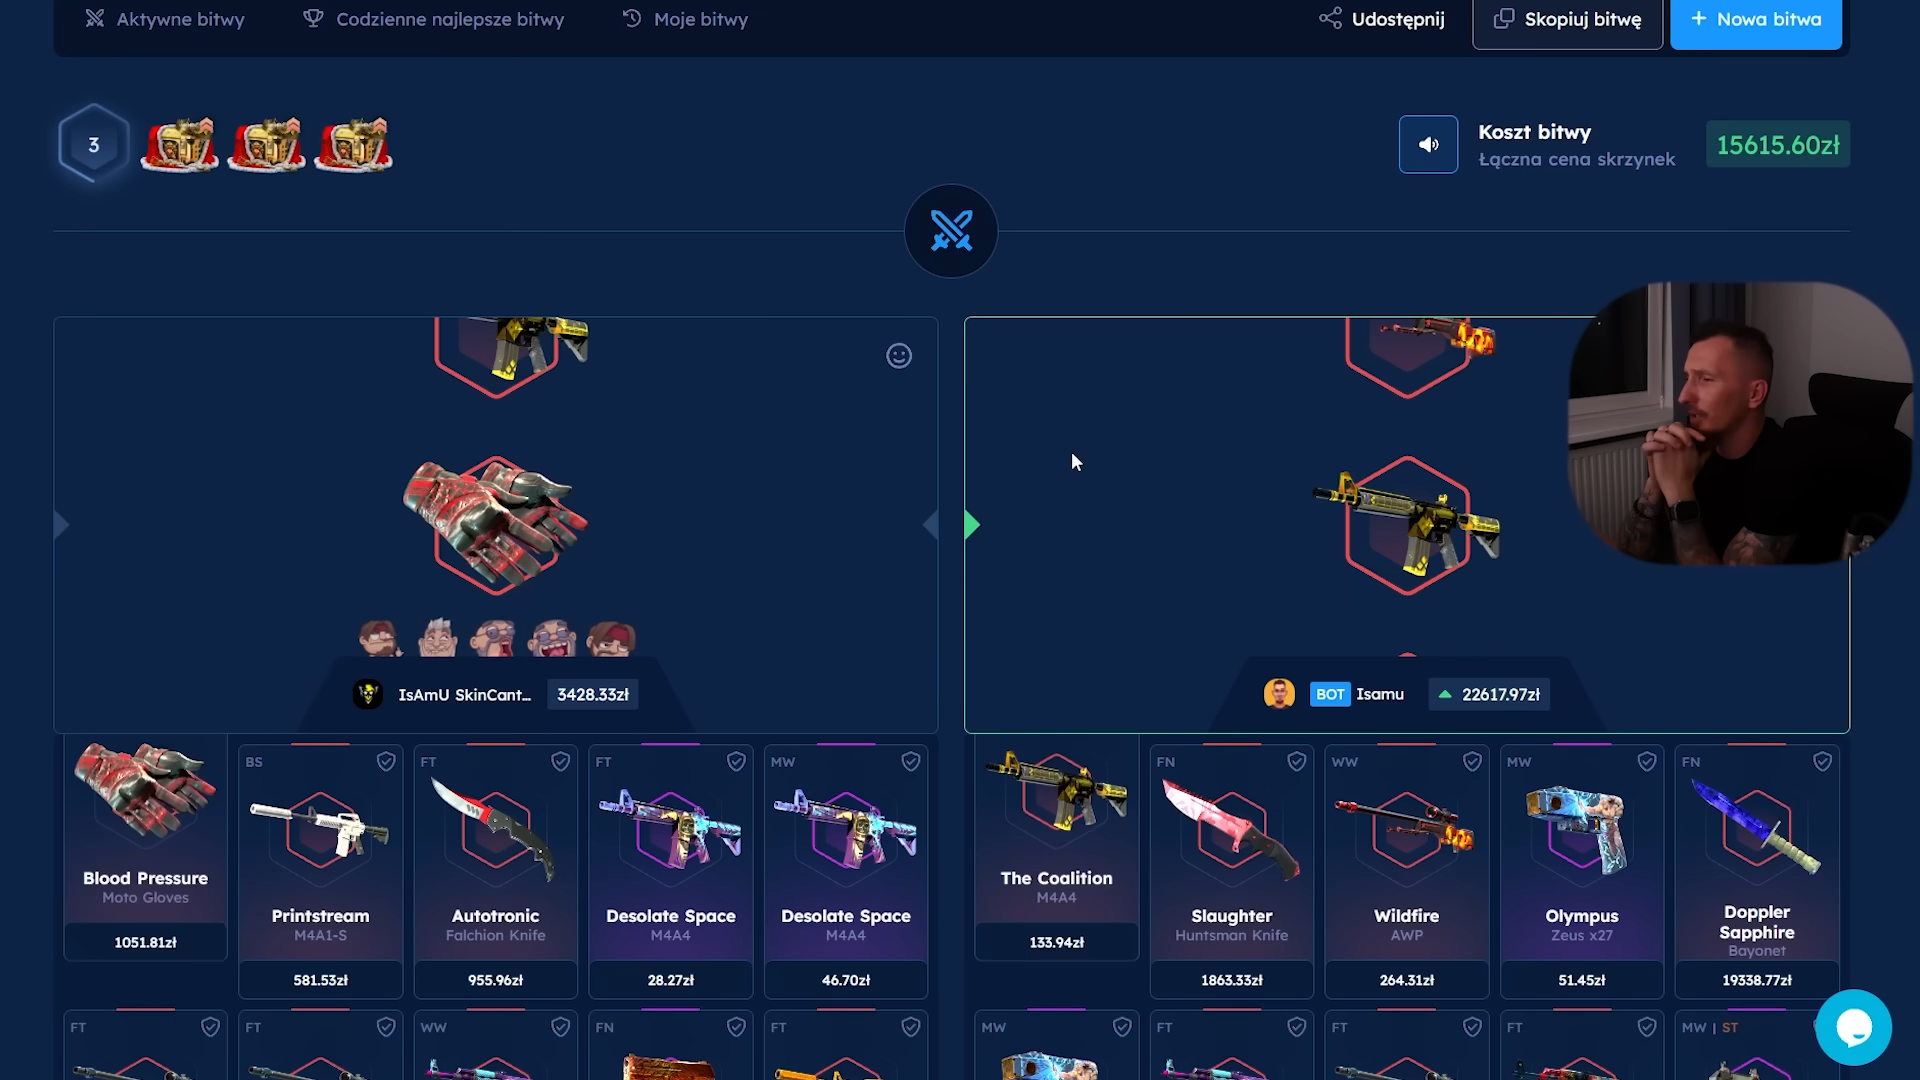 Aktywne bitwy
Codzienne najlepsze bitwy
Moje bitwy
Udostępnij
Skopiuj bitwę
+ Nowa bitwa
3
Koszt bitwy
Łączna cena skrzynek
15615.60zł
IsAmU SkinCant...
3428.33zł
BOT Isamu
22617.97zł
Blood Pressure
Moto Gloves
1051.81zł
BS
Printstream
M4A1-S
581.53zł
FT
Autotronic
Falchion Knife
955.96zł
FT
Desolate Space
M4A4
28.27zł
MW
Desolate Space
M4A4
46.70zł
The Coalition
M4A4
133.94zł
FN
Slaughter
Huntsman Knife
1863.33zł
WW
Wildfire
AWP
264.31zł
MW
Olympus
Zeus x27
51.45zł
FN
Doppler
Sapphire
Bayonet
19338.77zł
FT
FT
WW
FN
FT
MW
FT
FT
FT
MW | ST